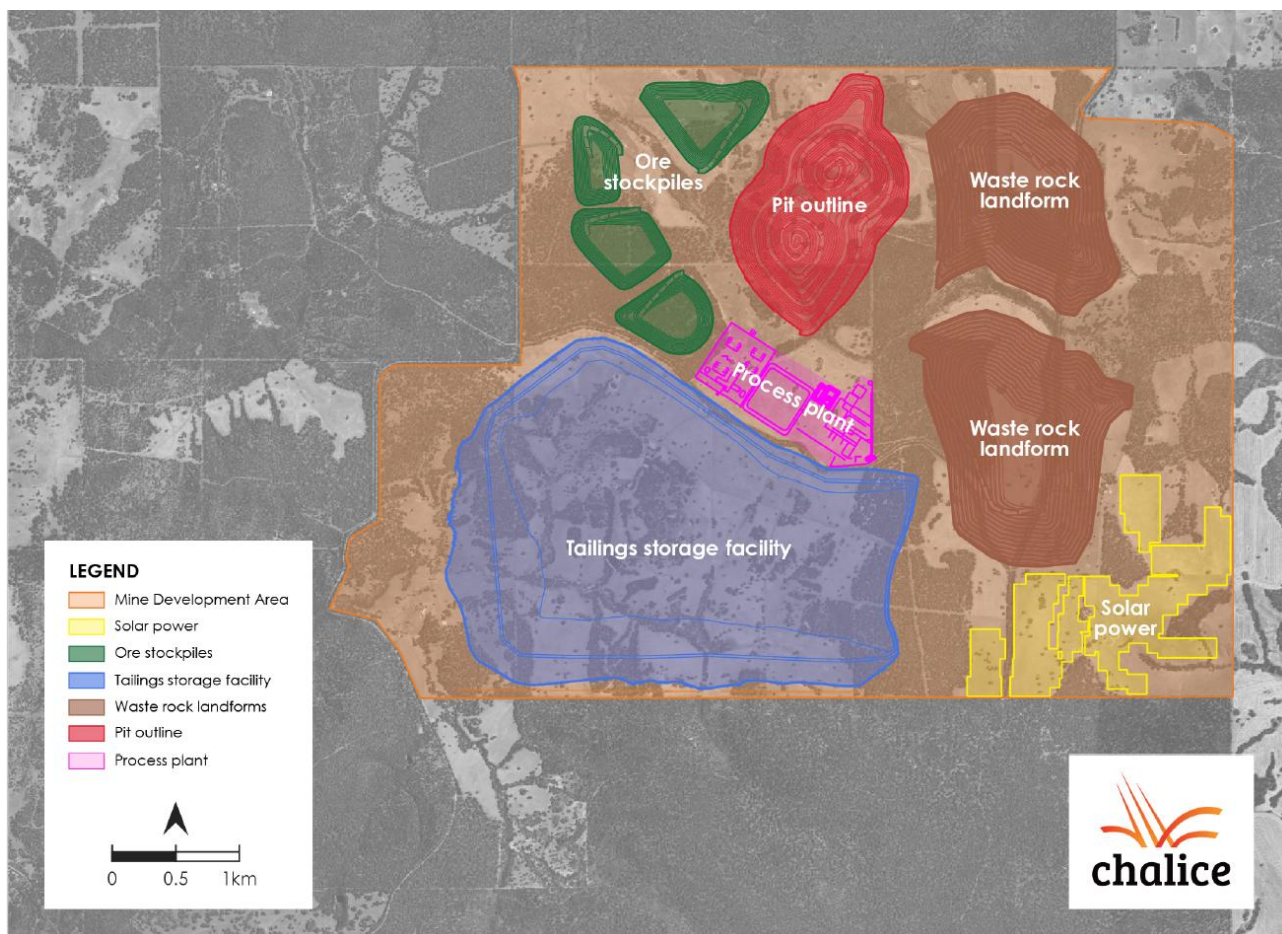 Ore
stockpiles
Pit outline
Waste rock
landform
Process plant
Waste rock
landform
Tailings storage facility
Solar
power
LEGEND
Mine Development Area
Solar power
Ore stockpiles
Tailings storage facility
Waste rock landforms
Pit outline
Process plant
0 0.5 1km
chalice